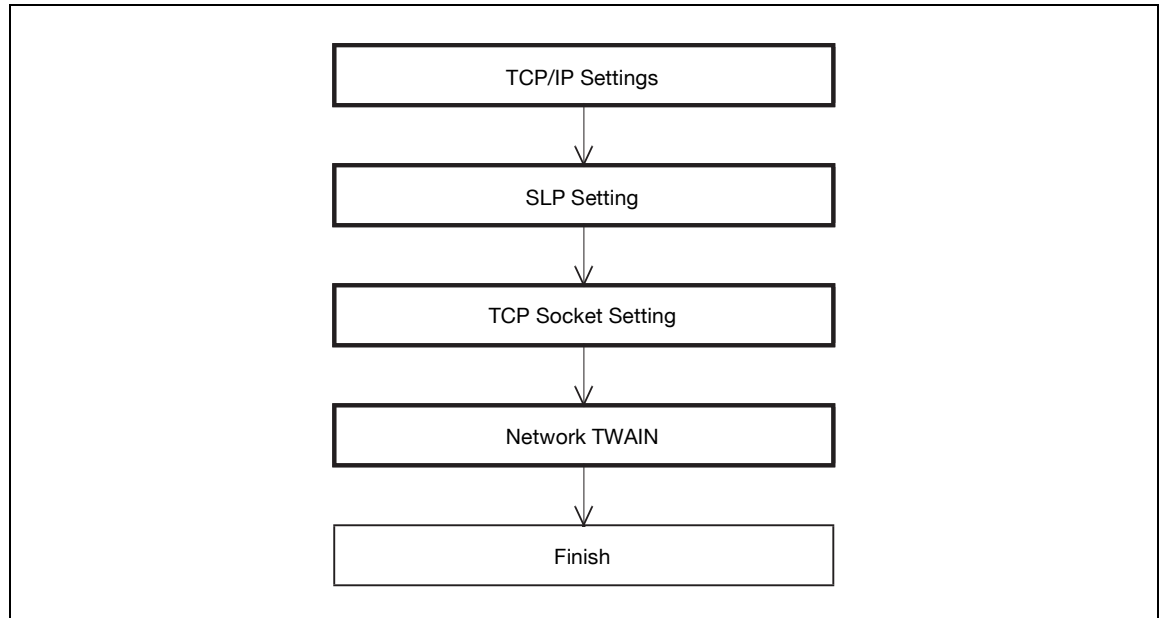 TCP/IP Settings
SLP Setting
TCP Socket Setting
Network TWAIN
Finish